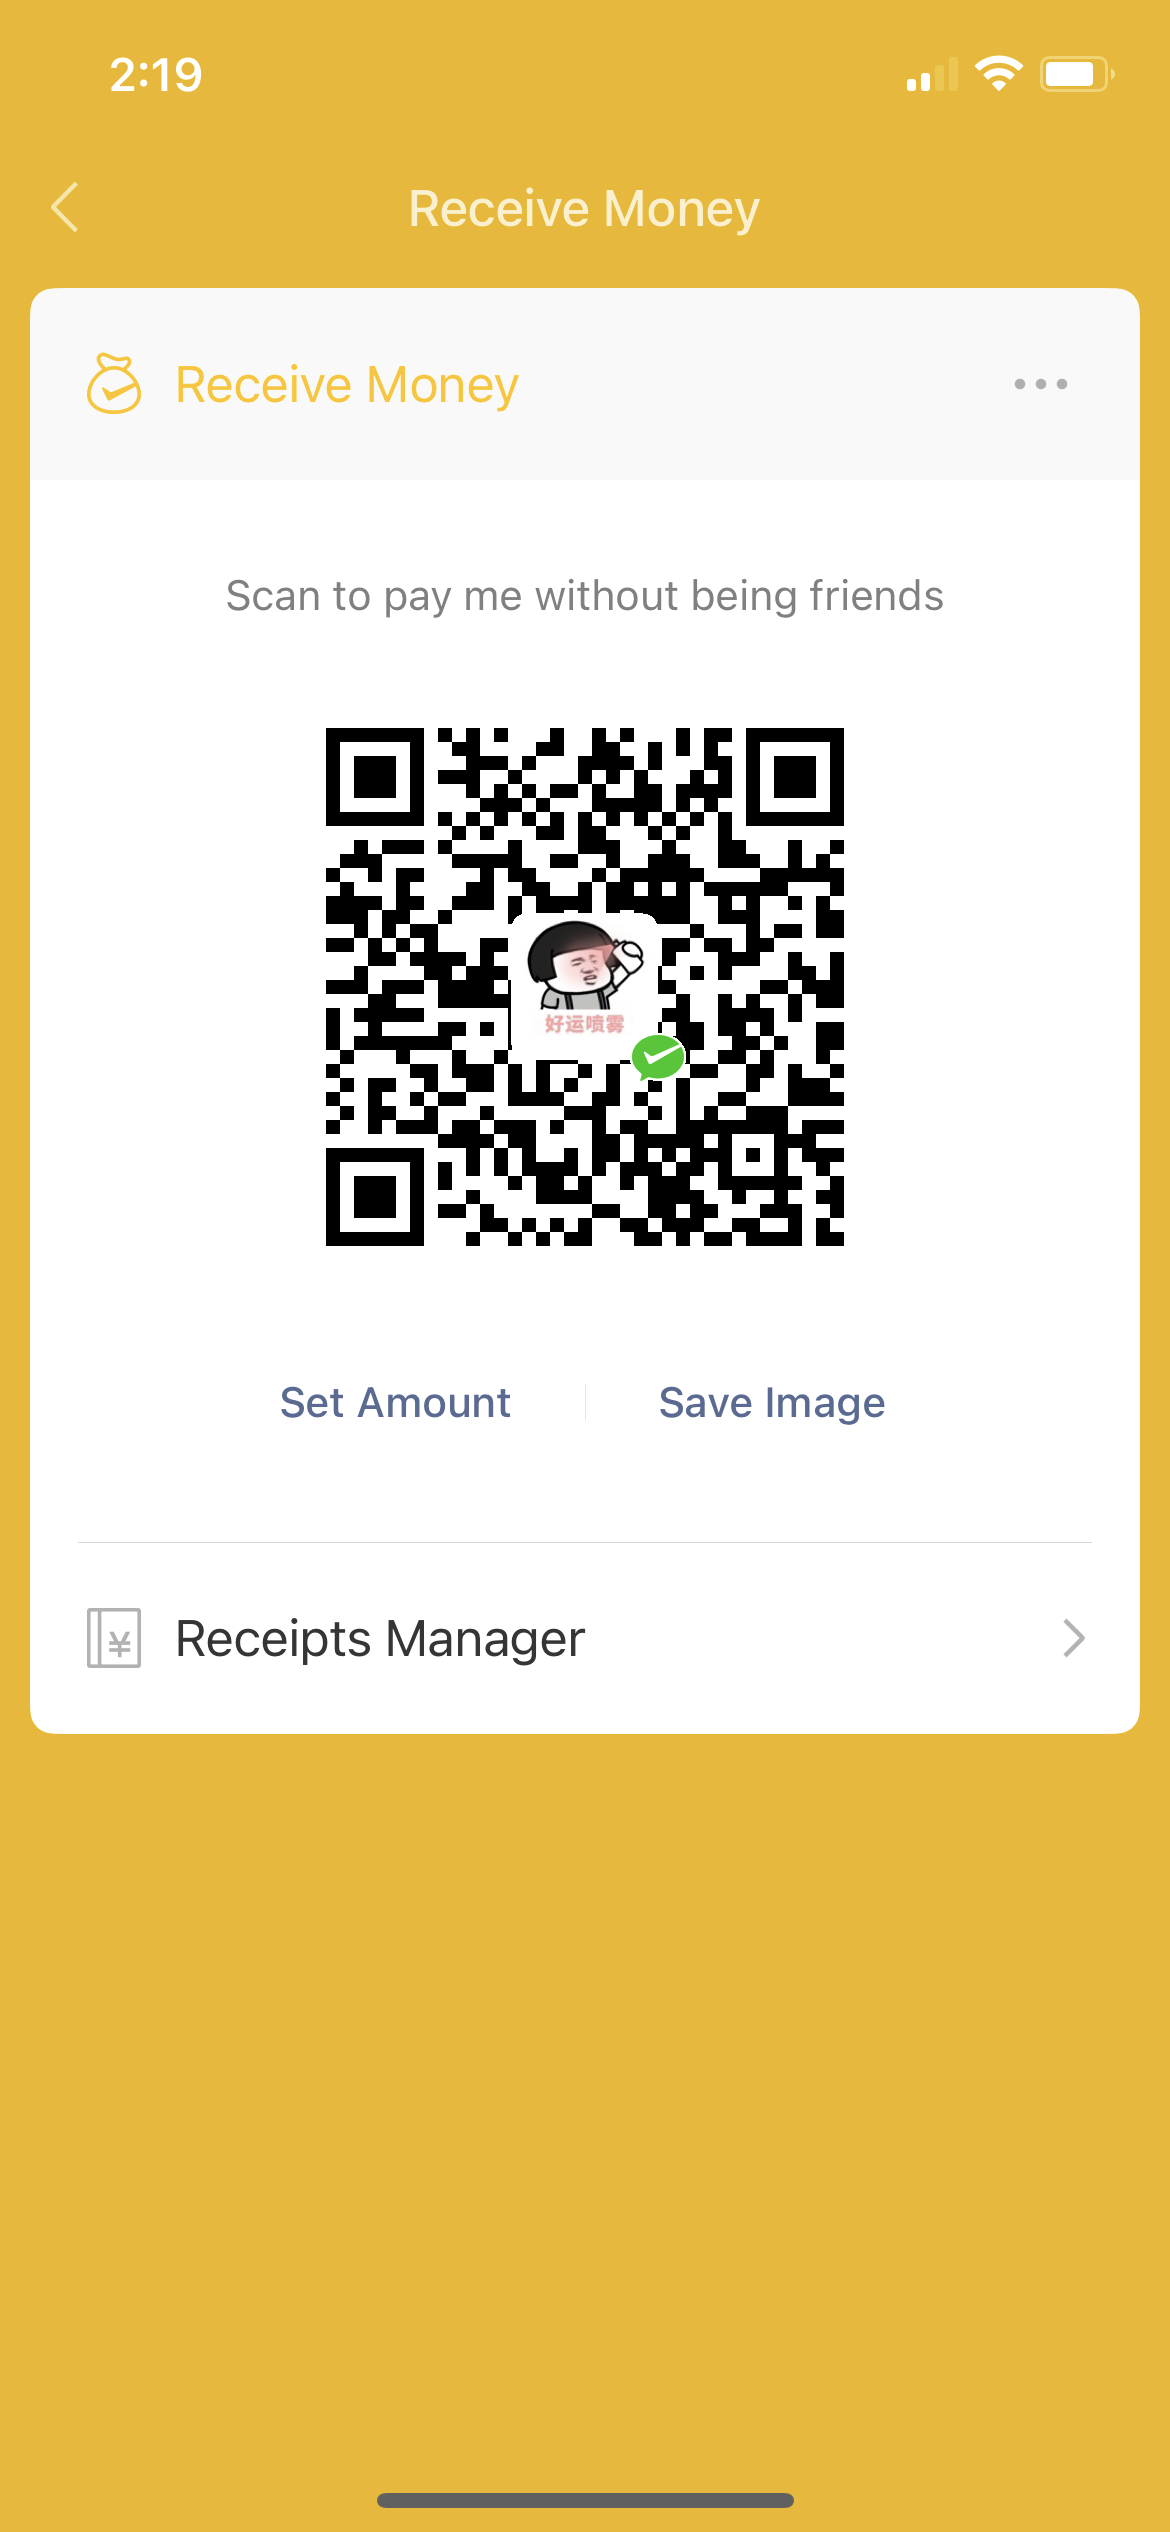 2:19
Receive Money
Receive Money
Scan to pay me without being friends
好运喷雾
Set Amount
Save Image
¥
Receipts Manager